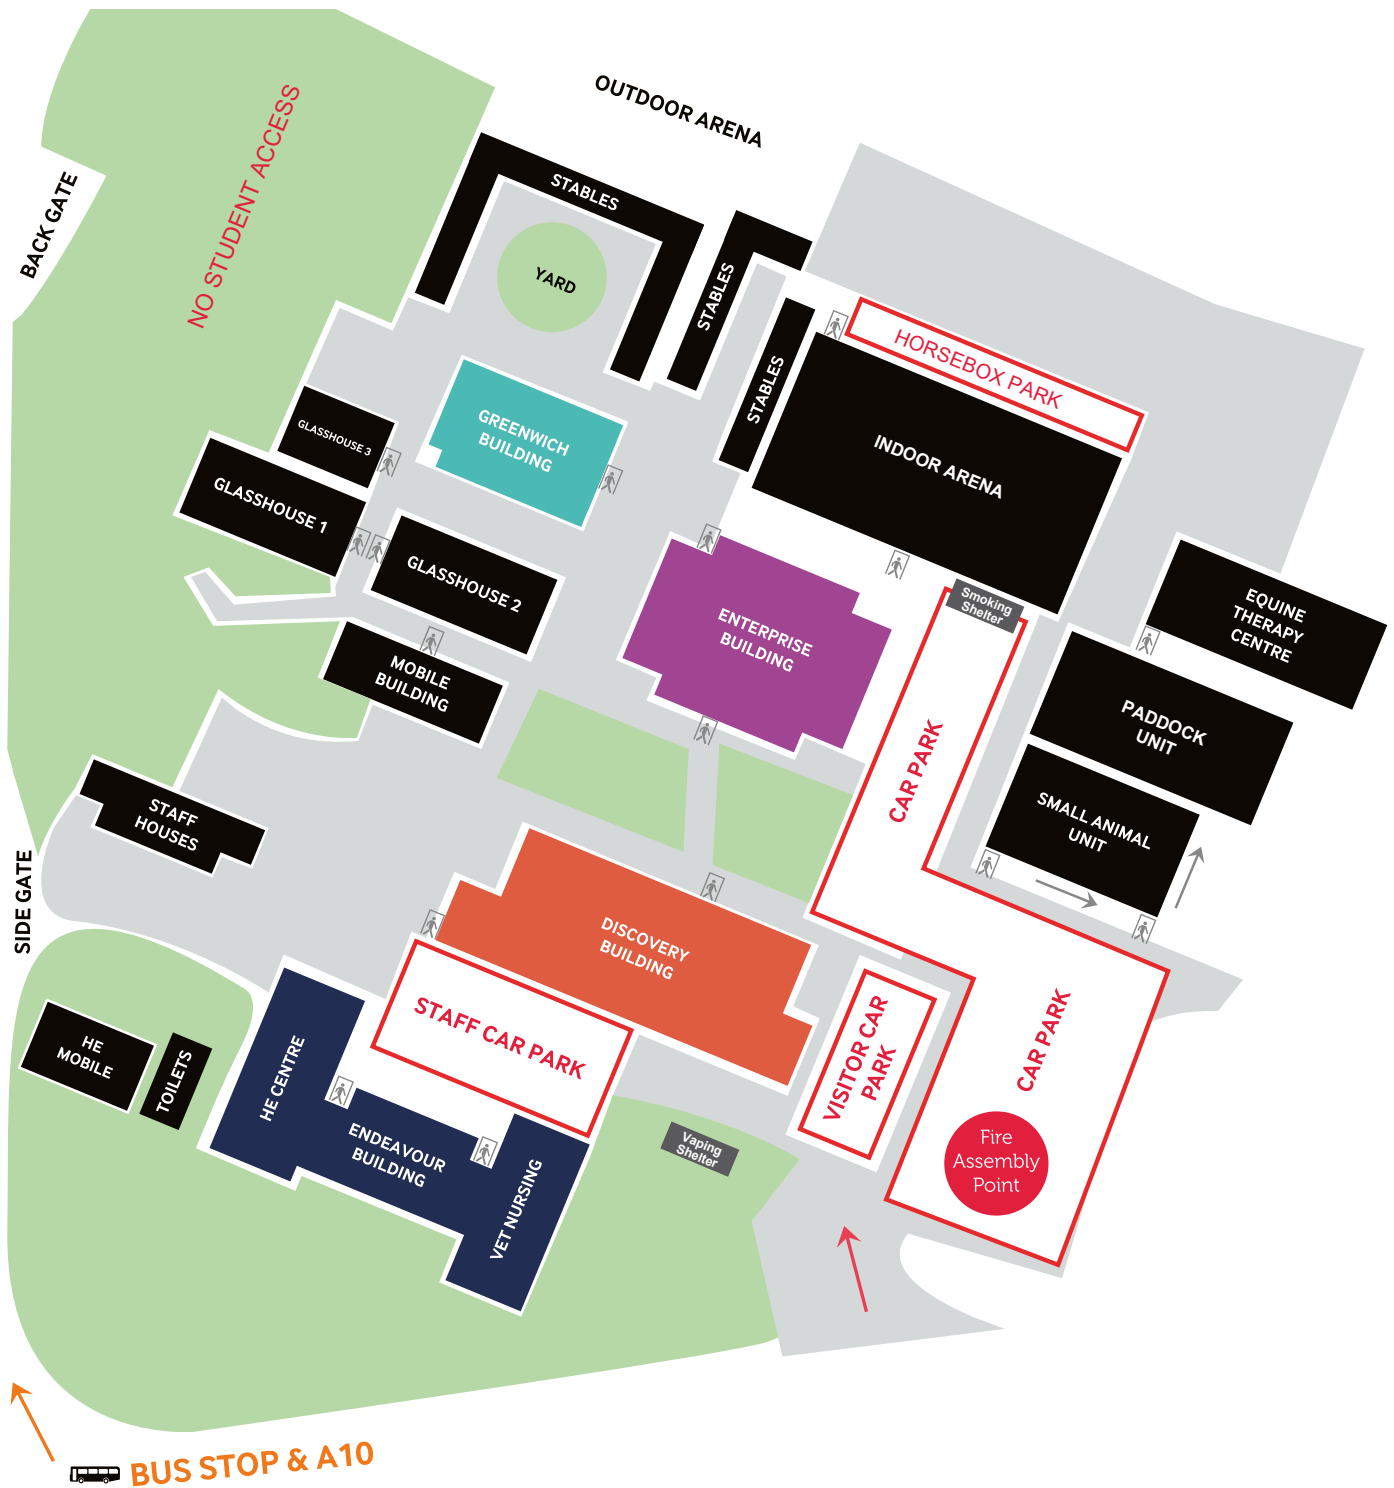 OUTDOOR ARENA
NO STUDENT ACCESS
BACK GATE
STABLES
YARD
STABLES
STABLES
HORSEBOX PARK
INDOOR ARENA
GREENWICH
BUILDING
GLASSHOUSE 3
GLASSHOUSE 1
GLASSHOUSE 2
MOBILE
BUILDING
ENTERPRISE
BUILDING
Smoking
Shelter
EQUINE
THERAPY
CENTRE
PADDOCK
UNIT
SMALL ANIMAL
UNIT
CAR PARK
STAFF
HOUSES
SIDE GATE
DISCOVERY
BUILDING
STAFF CAR PARK
VISITOR CAR
PARK
CAR PARK
HE
MOBILE
TOILETS
HE CENTRE
ENDEAVOUR
BUILDING
VET NURSING
Vaping
Shelter
Fire
Assembly
Point
BUS STOP & A10